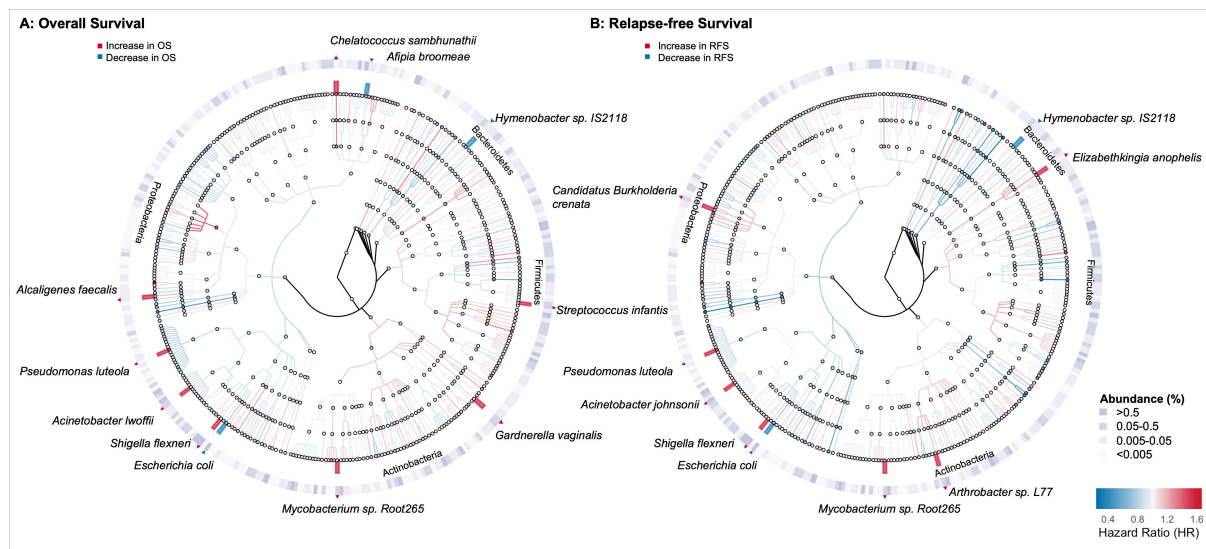 A: Overall Survival
Increase in OS
Decrease in OS
Chelatococcus sambhunathii
Afipia broomeae
Hymenobacter sp. IS2118
Bacteroidetes
Proteobacteria
Firmicutes
Alcaligenes faecalis
Streptococcus infantis
Pseudomonas luteola
Acinetobacter lwoffii
Shigella flexneri
Escherichia coli
Gardnerella vaginalis
Actinobacteria
Mycobacterium sp. Root265
B: Relapse-free Survival
Increase in RFS
Decrease in RFS
Hymenobacter sp. IS2118
Bacteroidetes
Elizabethkingia anophelis
Candidatus Burkholderia
crenata
Proteobacteria
Firmicutes
Pseudomonas luteola
Acinetobacter johnsonii
Shigella flexneri
Escherichia coli
Actinobacteria
Arthrobacter sp. L77
Mycobacterium sp. Root265
Abundance (%)
>0.5
0.05-0.5
0.005-0.05
<0.005
0.4 0.8 1.2 1.6
Hazard Ratio (HR)